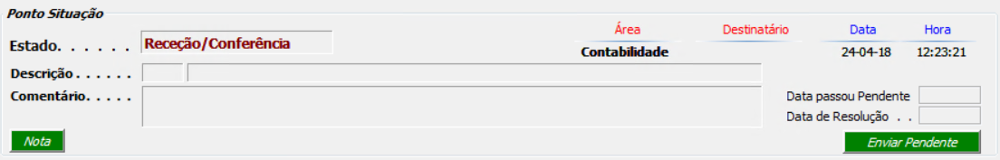 Ponto Situação
Área Destinatário Data Hora
Estado. . . . . . Receção/Conferência
Contabilidade 24-04-18 12:23:21
Descrição . . . . . .
Comentário. . . . . Data passou Pendente
Data de Resolução . .
Nota Enviar Pendente